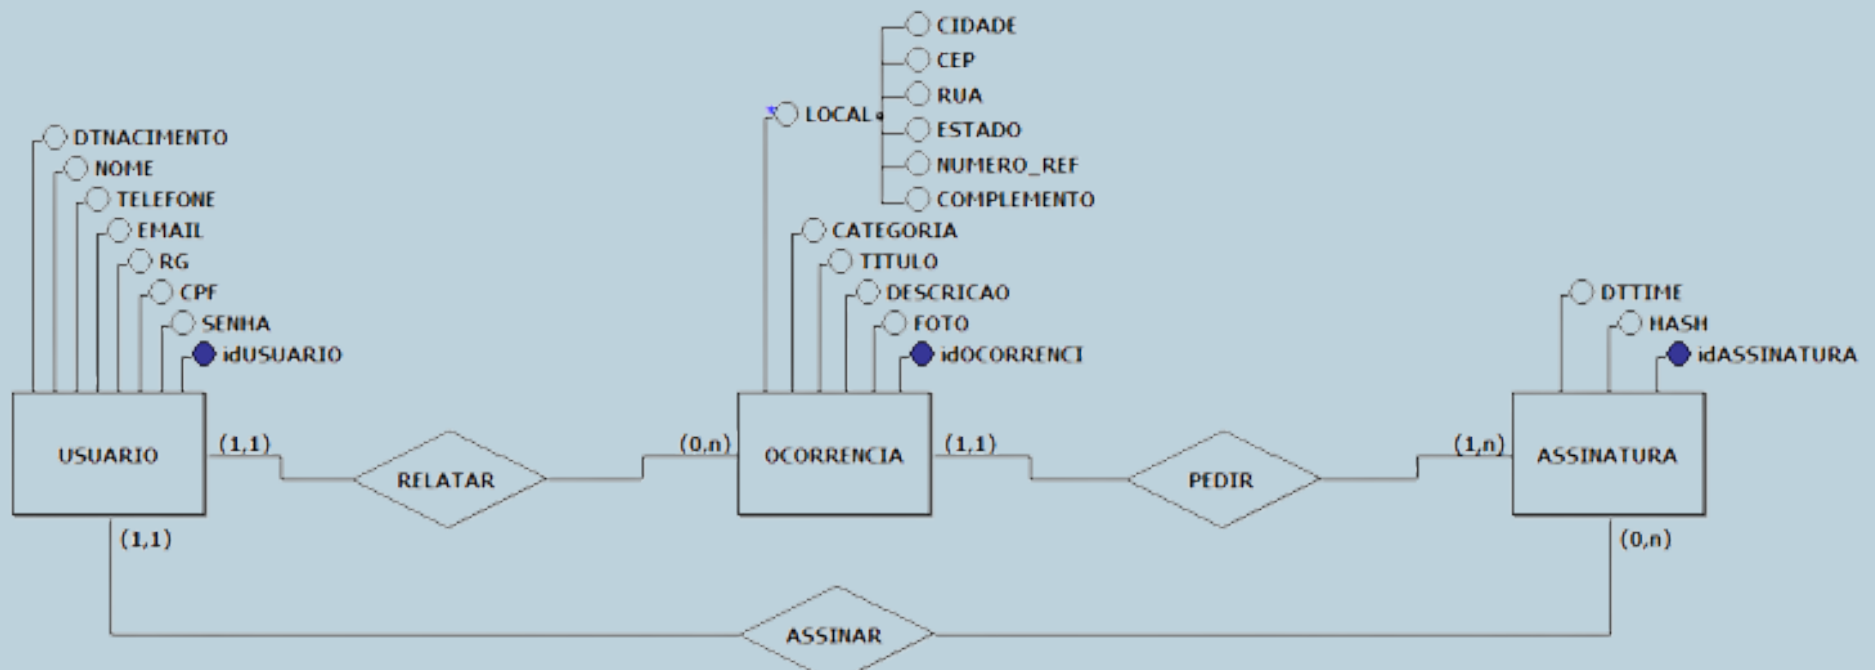 CIDADE
CEP
RUA
LOCAL
ESTADO
NUMERO_REF
COMPLEMENTO
DTNACIMENTO
NOME
TELEFONE
EMAIL
RG
CPF
SENHA
idUSUARIO
CATEGORIA
TITULO
DESCRICAO
FOTO
idOCORRENCI
DTTIME
HASH
idASSINATURA
USUARIO
(1,1)
RELATAR
(0,n)
OCORRENCIA
(1,1)
PEDIR
(1,n)
ASSINATURA
(1,1)
(0,n)
ASSINAR